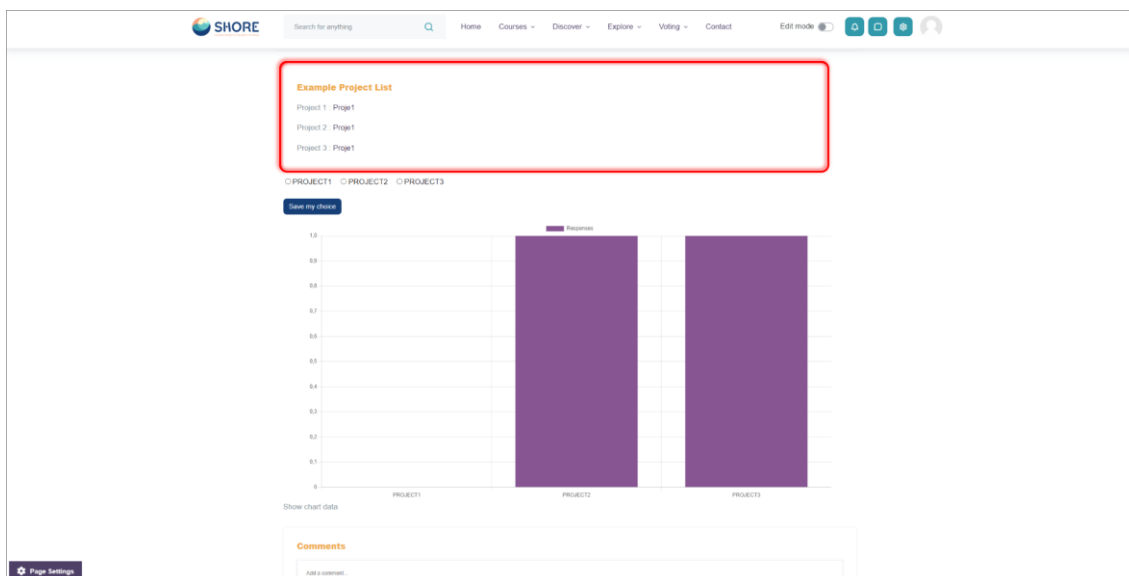 SHORE Search for anything Home Courses Discover Explore Voting Contact Edit mode
Example Project List
Project 1 : Proje1
Project 2 : Proje1
Project 3 : Proje1
PROJECT1 PROJECT2 PROJECT3
Save my choice
Responses
1,0
0,9
0,8
0,7
0,6
0,5
0,4
0,3
0,2
0,1
0
PROJECT1 PROJECT2 PROJECT3
Show chart data
Comments
Add a comment...
Page Settings